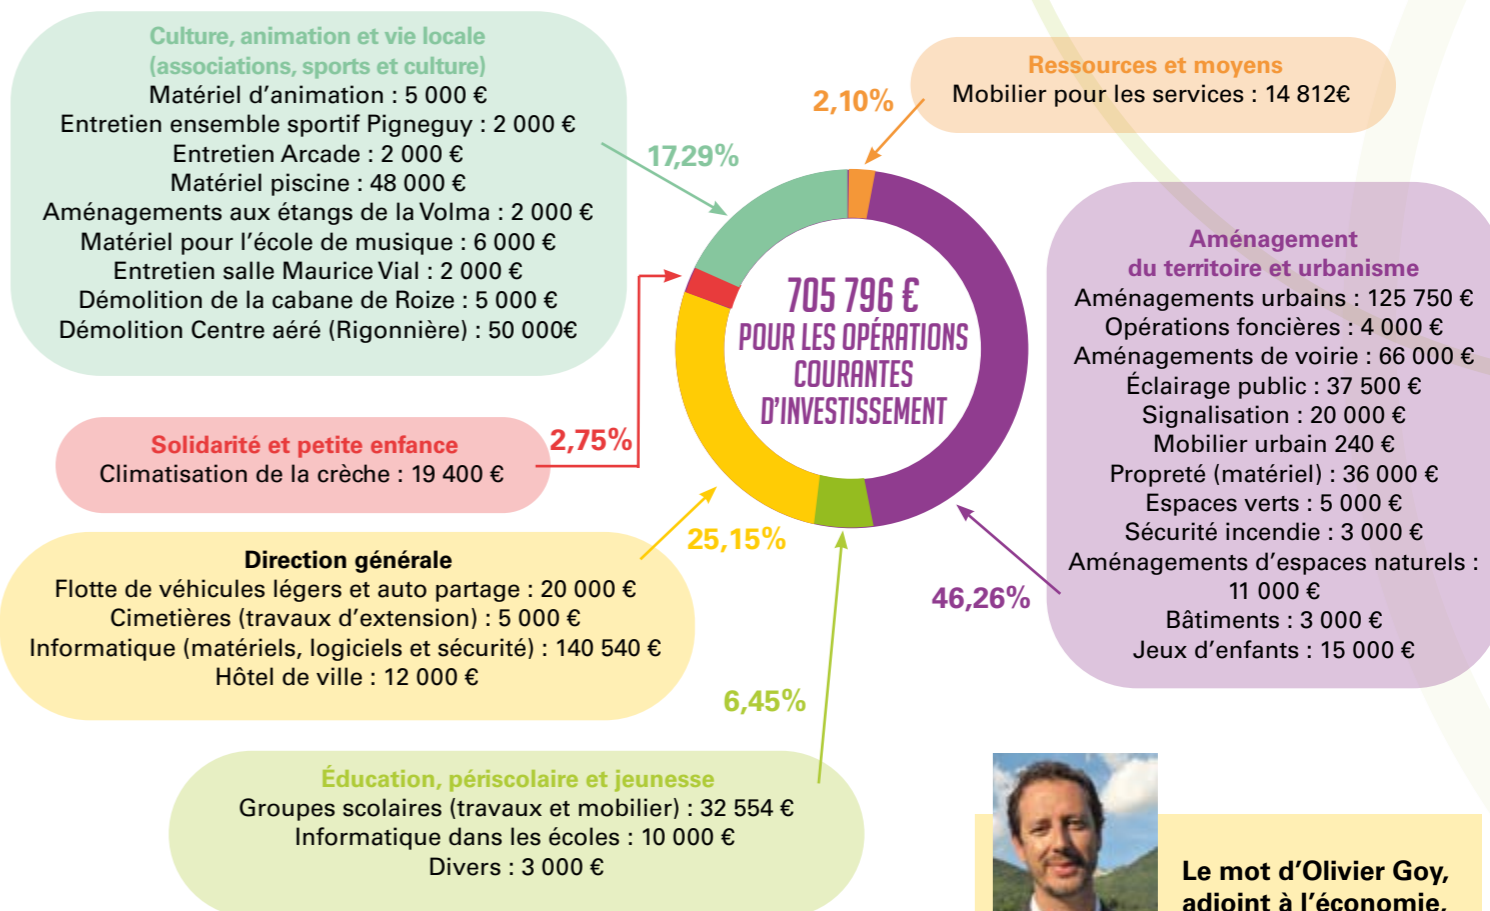 Culture, animation et vie locale
(associations, sports et culture)
Matériel d'animation : 5 000 €
Entretien ensemble sportif Pigneguy : 2 000 €
Entretien Arcade : 2 000 €
Matériel piscine : 48 000 €
Aménagements aux étangs de la Volma : 2 000 €
Matériel pour l'école de musique : 6 000 €
Entretien salle Maurice Vial : 2 000 €
Démolition de la cabane de Roize : 5 000 €
Démolition Centre aéré (Rigonnière) : 50 000€
17,29%
2,10%
Ressources et moyens
Mobilier pour les services : 14 812€
705 796 €
POUR LES OPÉRATIONS
COURANTES
D'INVESTISSEMENT
Aménagement
du territoire et urbanisme
Aménagements urbains : 125 750 €
Opérations foncières : 4 000 €
Aménagements de voirie : 66 000 €
Éclairage public : 37 500 €
Signalisation : 20 000 €
Mobilier urbain 240 €
Propreté (matériel) : 36 000 €
Espaces verts : 5 000 €
Sécurité incendie : 3 000 €
Aménagements d'espaces naturels :
11 000 €
Bâtiments : 3 000 €
Jeux d'enfants : 15 000 €
46,26%
Solidarité et petite enfance
Climatisation de la crèche : 19 400 €
2,75%
Direction générale
Flotte de véhicules légers et auto partage : 20 000 €
Cimetières (travaux d'extension) : 5 000 €
Informatique (matériels, logiciels et sécurité) : 140 540 €
Hôtel de ville : 12 000 €
25,15%
6,45%
Éducation, périscolaire et jeunesse
Groupes scolaires (travaux et mobilier) : 32 554 €
Informatique dans les écoles : 10 000 €
Divers : 3 000 €
Le mot d'Olivier Goy,
adjoint à l'économie,